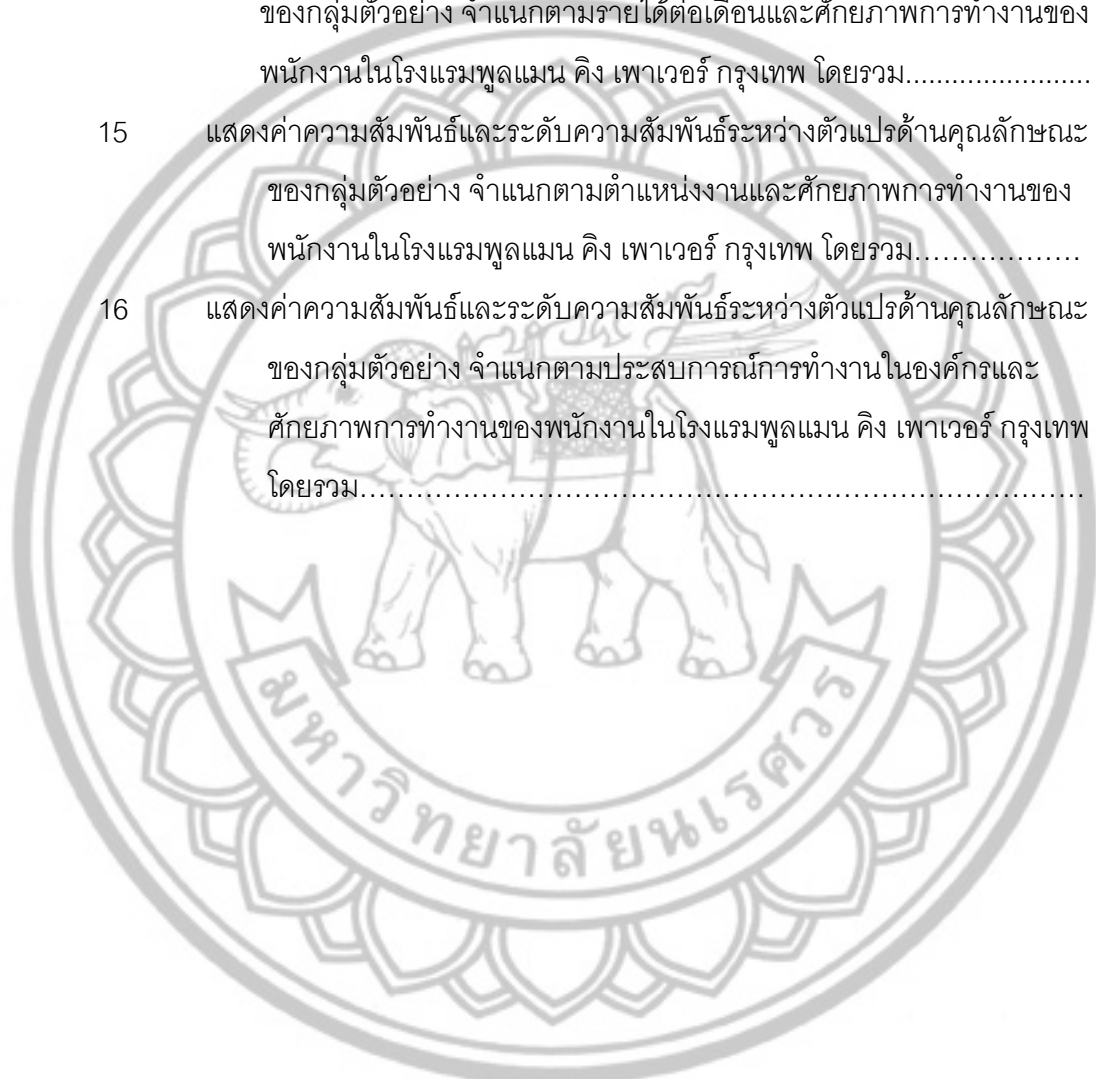 ของกลุ่มตัวอย่าง จำแนกตามรายได้ต่อเดือนและศักยภาพการทำงานของ
พนักงานในโรงแรมพูลแมน คิง เพาเวอร์ กรุงเทพ โดยรวม........................
15 แสดงค่าความสัมพันธ์และระดับความสัมพันธ์ระหว่างตัวแปรด้านคุณลักษณะ
ของกลุ่มตัวอย่าง จำแนกตามตำแหน่งงานและศักยภาพการทำงานของ
พนักงานในโรงแรมพูลแมน คิง เพาเวอร์ กรุงเทพ โดยรวม..................
16 แสดงค่าความสัมพันธ์และระดับความสัมพันธ์ระหว่างตัวแปรด้านคุณลักษณะ
ของกลุ่มตัวอย่าง จำแนกตามประสบการณ์การทำงานในองค์กรและ
ศักยภาพการทำงานของพนักงานในโรงแรมพูลแมน คิง เพาเวอร์ กรุงเทพ
โดยรวม..............................................................................
มหาวิทยาลัยนเรศวร